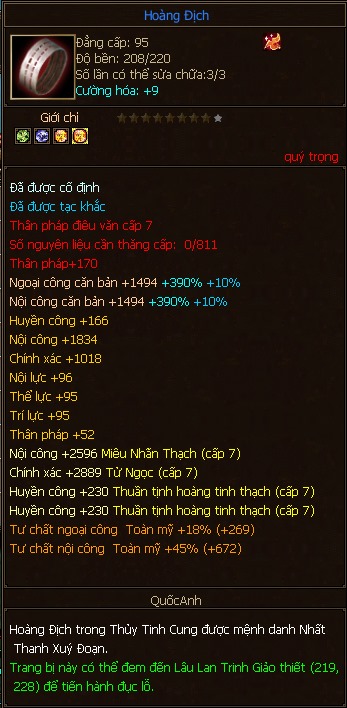 Hoàng Địch
Đẳng cấp: 95
Độ bền: 208/220
Số lần có thể sửa chữa:3/3
Cường hóa: +9
Giới chỉ
quý trọng
Đã được cố định
Đã được tạc khắc
Thân pháp điêu văn cấp 7
Số nguyên liệu cần thăng cấp: 0/811
Thân pháp+170
Ngoại công căn bản +1494 +390% +10%
Nội công căn bản +1494 +390% +10%
Huyền công +166
Nội công +1834
Chính xác +1018
Nội lực +96
Thể lực +95
Trí lực +95
Thân pháp +52
Nội công +2596 Miêu Nhãn Thạch (cấp 7)
Chính xác +2889 Tử Ngọc (cấp 7)
Huyền công +230 Thuần tịnh hoàng tinh thạch (cấp 7)
Huyền công +230 Thuần tịnh hoàng tinh thạch (cấp 7)
Tư chất ngoại công Toàn mỹ +18% (+269)
Tư chất nội công Toàn mỹ +45% (+672)
QuốcAnh
Hoàng Địch trong Thủy Tinh Cung được mệnh danh Nhất
Thanh Xuý Đoạn.
Trang bị này có thể đem đến Lâu Lan Trinh Giảo thiết (219,
228) để tiến hành đục lỗ.